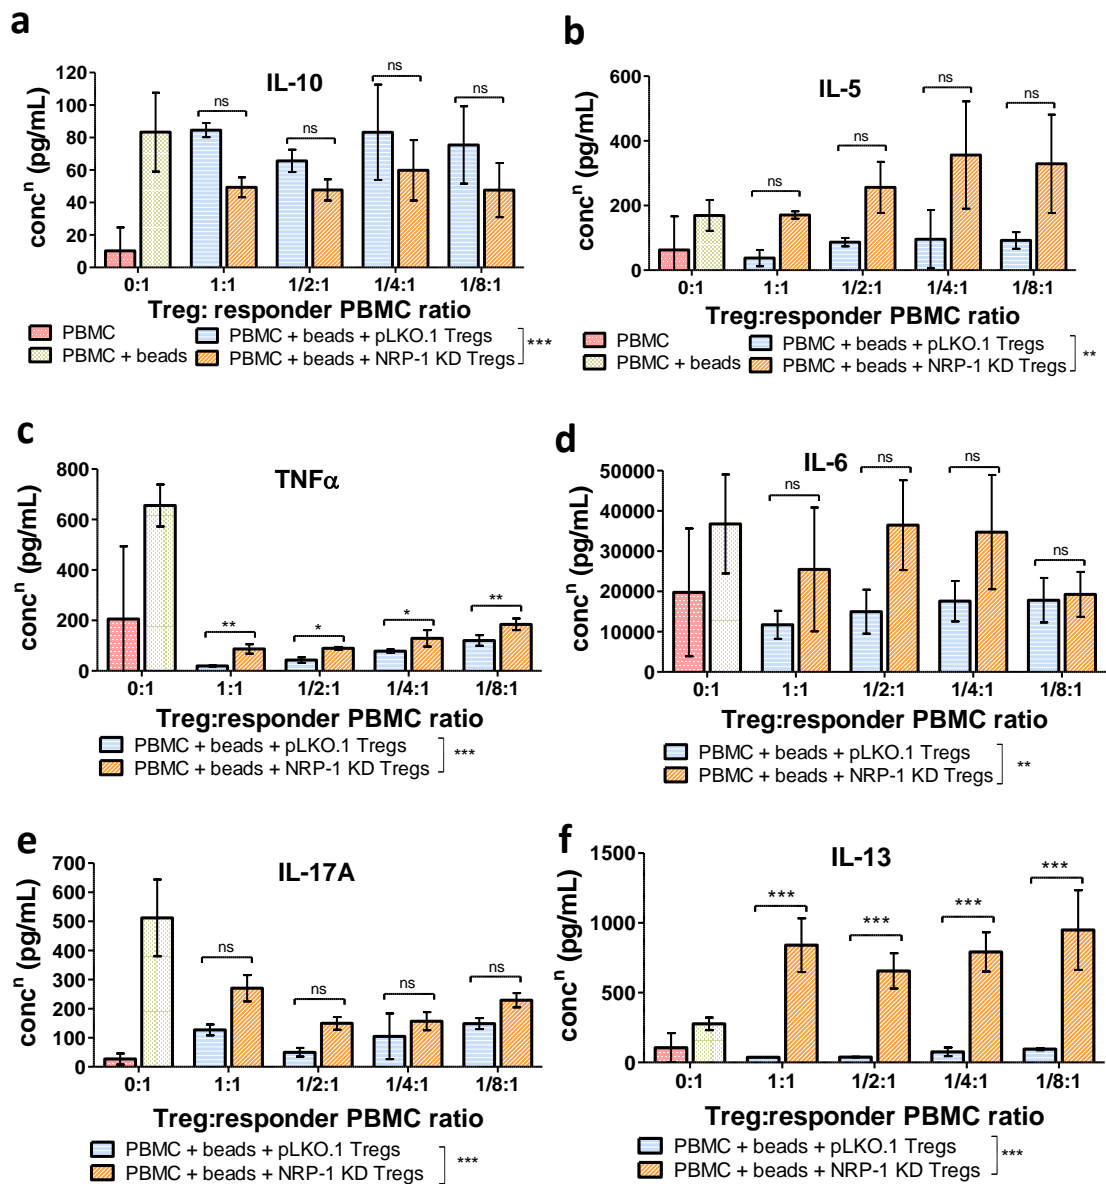 a
IL-10
conc^n (pg/mL)
120
100
80
60
40
20
0
ns
ns
ns
ns
0:1 1:1 1/2:1 1/4:1 1/8:1
Treg: responder PBMC ratio
PBMC
PBMC + beads
PBMC + beads + pLKO.1 Tregs
PBMC + beads + NRP-1 KD Tregs
***
b
IL-5
conc^n (pg/mL)
600
400
200
0
ns
ns
ns
ns
0:1 1:1 1/2:1 1/4:1 1/8:1
Treg:responder PBMC ratio
PBMC
PBMC + beads
PBMC + beads + pLKO.1 Tregs
PBMC + beads + NRP-1 KD Tregs
**
c
TNFα
conc^n (pg/mL)
800
600
400
200
0
**
*
*
**
0:1 1:1 1/2:1 1/4:1 1/8:1
Treg:responder PBMC ratio
PBMC + beads + pLKO.1 Tregs
PBMC + beads + NRP-1 KD Tregs
***
d
IL-6
conc^n (pg/mL)
50000
40000
30000
20000
10000
0
ns
ns
ns
ns
0:1 1:1 1/2:1 1/4:1 1/8:1
Treg:responder PBMC ratio
PBMC + beads + pLKO.1 Tregs
PBMC + beads + NRP-1 KD Tregs
**
e
IL-17A
conc^n (pg/mL)
700
600
500
400
300
200
100
0
ns
ns
ns
ns
0:1 1:1 1/2:1 1/4:1 1/8:1
Treg:responder PBMC ratio
PBMC + beads + pLKO.1 Tregs
PBMC + beads + NRP-1 KD Tregs
***
f
IL-13
conc^n (pg/mL)
1500
1000
500
0
***
***
***
***
0:1 1:1 1/2:1 1/4:1 1/8:1
Treg:responder PBMC ratio
PBMC + beads + pLKO.1 Tregs
PBMC + beads + NRP-1 KD Tregs
***